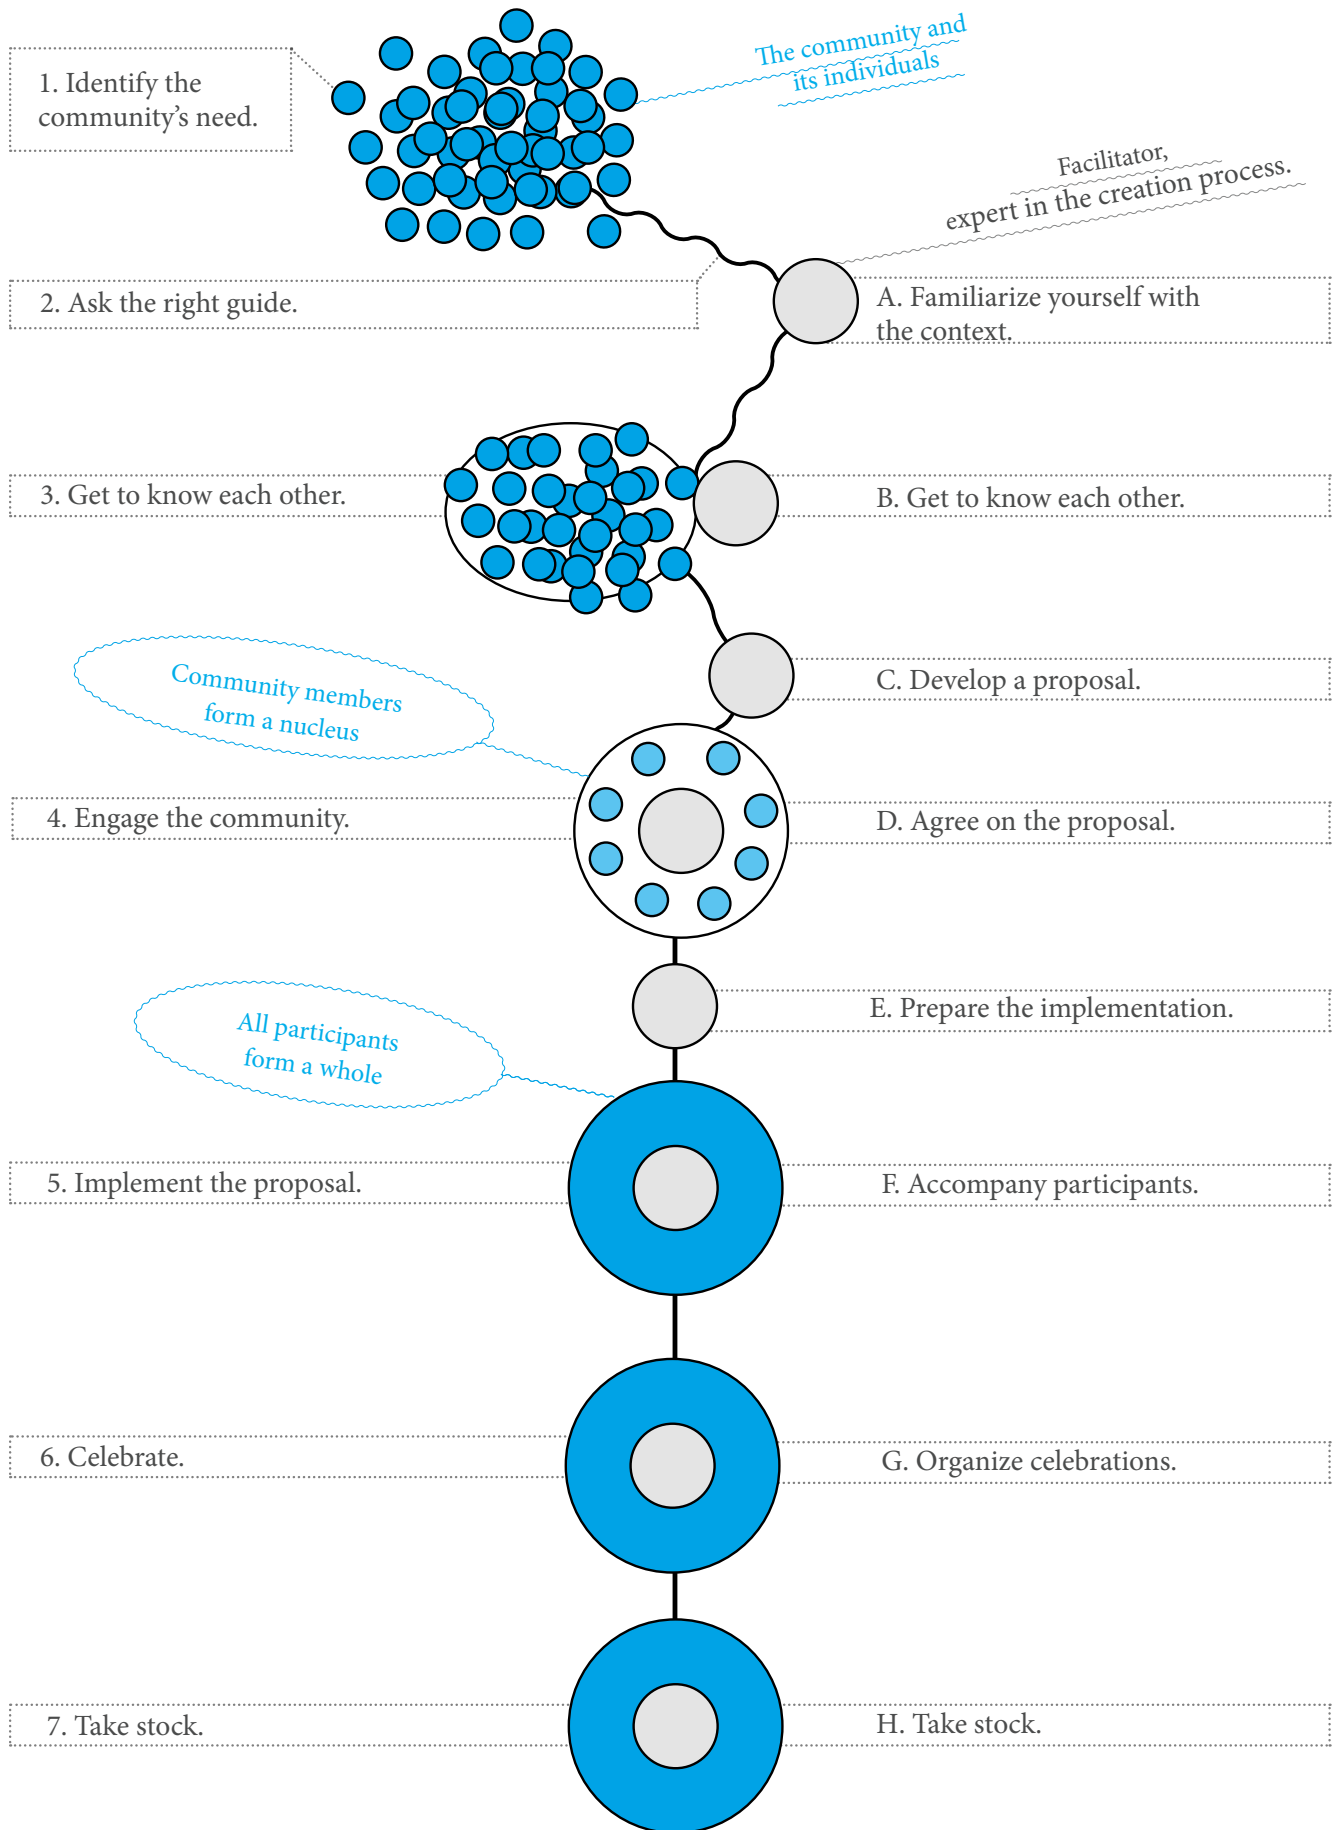 The community and
its individuals
1. Identify the
community's need.
Facilitator,
expert in the creation process.
2. Ask the right guide.
A. Familiarize yourself with
the context.
3. Get to know each other.
B. Get to know each other.
Community members
form a nucleus
C. Develop a proposal.
4. Engage the community.
D. Agree on the proposal.
All participants
form a whole
E. Prepare the implementation.
5. Implement the proposal.
F. Accompany participants.
6. Celebrate.
G. Organize celebrations.
7. Take stock.
H. Take stock.